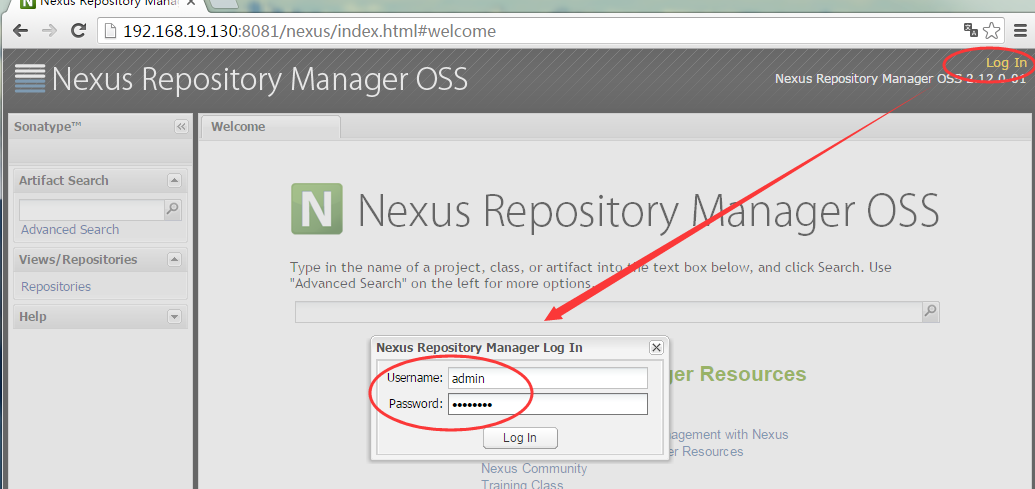 Nexus Repository Mana
192.168.19.130:8081/nexus/index.html#welcome
Nexus Repository Manager OSS
Log In
Nexus Repository Manager OSS 2.12.0-01
Sonatype™
Welcome
Artifact Search
Advanced Search
Views/Repositories
Repositories
Help
N Nexus Repository Manager OSS
Type in the name of a project, class, or artifact into the text box below, and click Search. Use
"Advanced Search" on the left for more options.
Nexus Repository Manager Log In
Username: admin
Password: ••••••••
Log In
ger Resources
agement with Nexus
er Resources
Nexus Community
Training Class